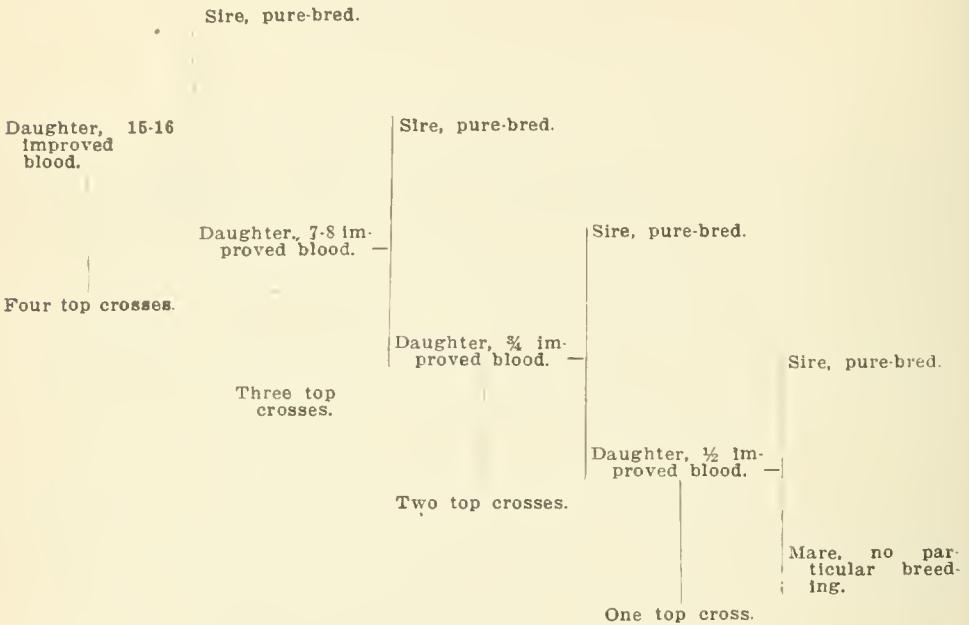 Sire, pure-bred.
Daughter, 15-16
improved
blood.
Sire, pure-bred.
Daughter., 7-8 im-
proved blood. —
Sire, pure-bred.
Four top crosses.
Daughter, ¾ im-
proved blood. —
Sire, pure-bred.
Three top
crosses.
Daughter, ½ im-
proved blood. —
Two top crosses.
Mare, no par-
ticular breed-
ing.
One top cross.